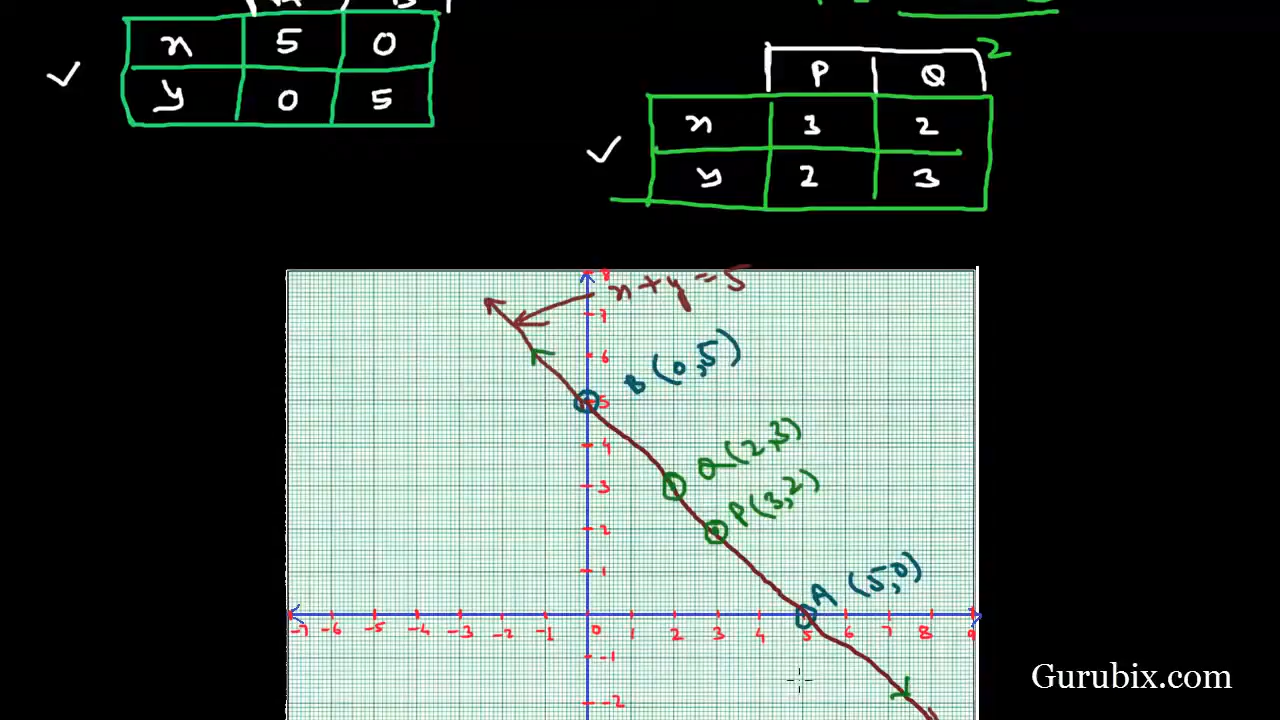 x 5 0
y 0 5
2
P Q
x 3 2
y 2 3
x+y=5
8
7
6
B (0,5)
5
4
Q(2,3)
3
P(3,2)
2
1
A (5,0)
-7 -6 -5 -4 -3 -2 -1 0 1 2 3 4 5 6 7 8 9
-1
-2
Gurubix.com